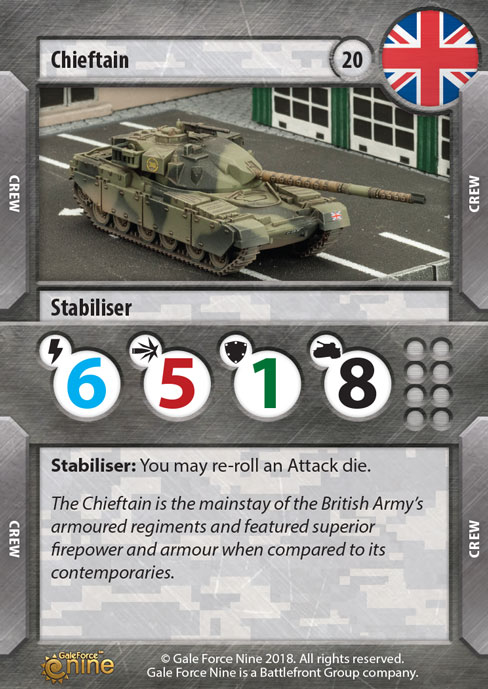 Chieftain
20
CREW
CREW
Stabiliser
6 5 1 8
Stabiliser: You may re-roll an Attack die.
The Chieftain is the mainstay of the British Army's
armoured regiments and featured superior
firepower and armour when compared to its
contemporaries.
CREW
CREW
GaleForce™
nine
© Gale Force Nine 2018. All rights reserved.
Gale Force Nine is a Battlefront Group company.